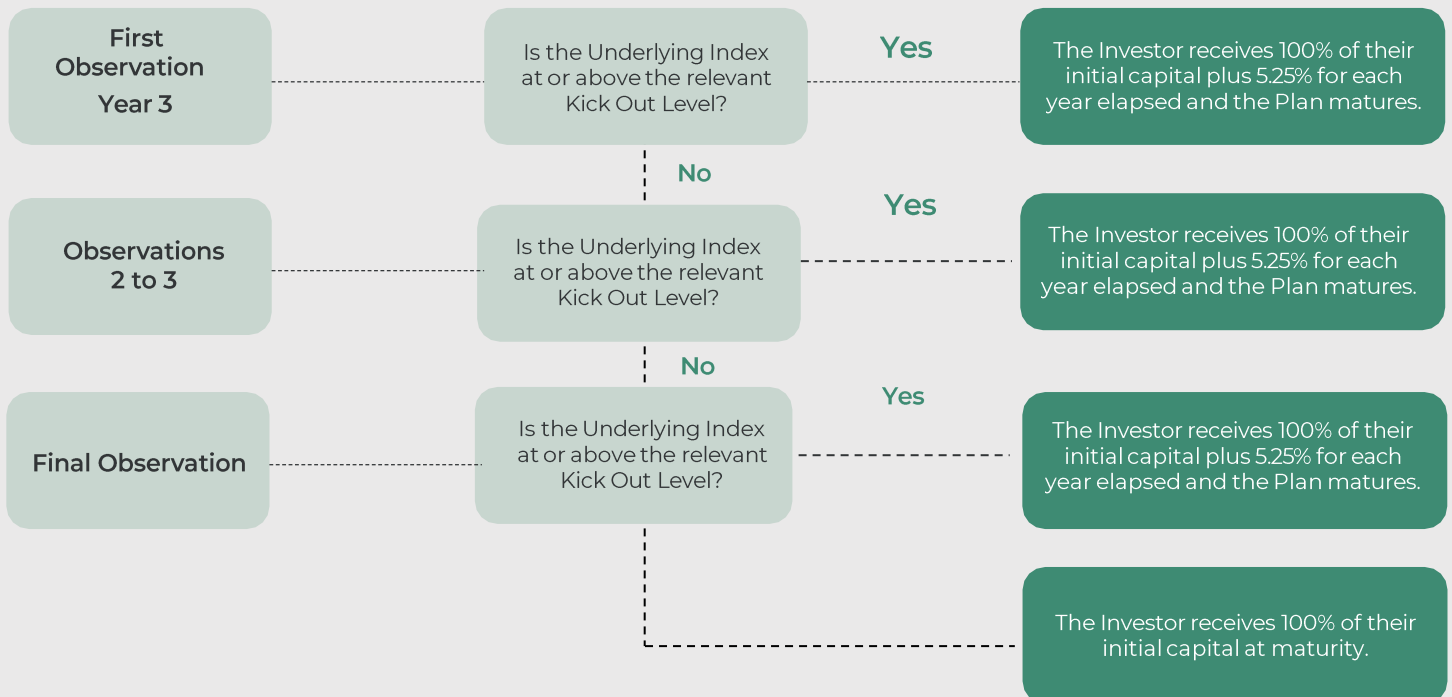 First
Observation
Year 3
Is the Underlying Index
at or above the relevant
Kick Out Level?
Yes
The Investor receives 100% of their
initial capital plus 5.25% for each
year elapsed and the Plan matures.
No
Observations
2 to 3
Is the Underlying Index
at or above the relevant
Kick Out Level?
Yes
The Investor receives 100% of their
initial capital plus 5.25% for each
year elapsed and the Plan matures.
No
Final Observation
Is the Underlying Index
at or above the relevant
Kick Out Level?
Yes
The Investor receives 100% of their
initial capital plus 5.25% for each
year elapsed and the Plan matures.
The Investor receives 100% of their
initial capital at maturity.